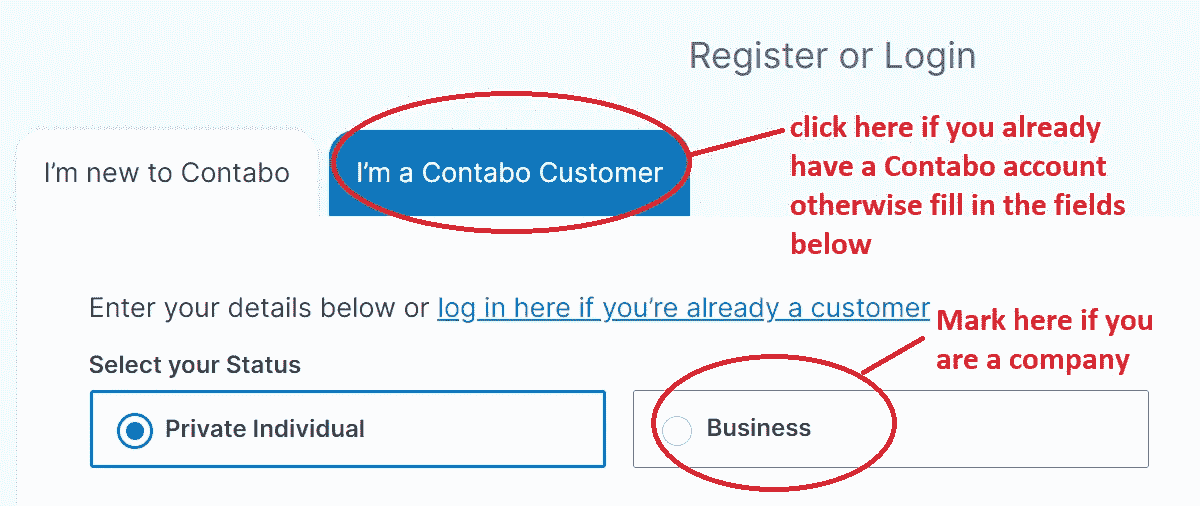 Register or Login
I'm new to Contabo
I'm a Contabo Customer
click here if you already
have a Contabo account
otherwise fill in the fields
below
Enter your details below or log in here if you're already a customer
Mark here if you
are a company
Select your Status
Private Individual
Business